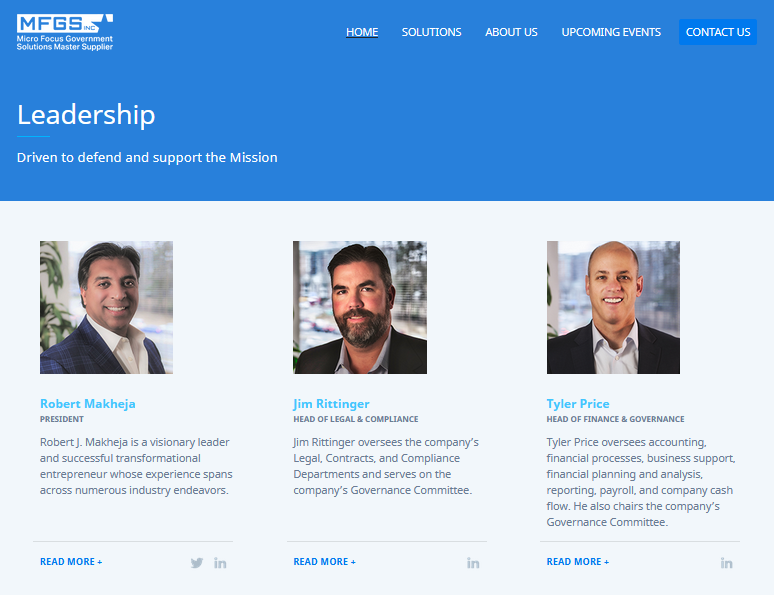 MFGS INC
Micro Focus Government
Solutions Master Supplier
HOME SOLUTIONS ABOUT US UPCOMING EVENTS CONTACT US
Leadership
Driven to defend and support the Mission
Robert Makheja
PRESIDENT
Robert J. Makheja is a visionary leader
and successful transformational
entrepreneur whose experience spans
across numerous industry endeavors.
READ MORE +
Jim Rittinger
HEAD OF LEGAL & COMPLIANCE
Jim Rittinger oversees the company’s
Legal, Contracts, and Compliance
Departments and serves on the
company’s Governance Committee.
READ MORE +
Tyler Price
HEAD OF FINANCE & GOVERNANCE
Tyler Price oversees accounting,
financial processes, business support,
financial planning and analysis,
reporting, payroll, and company cash
flow. He also chairs the company’s
Governance Committee.
READ MORE +